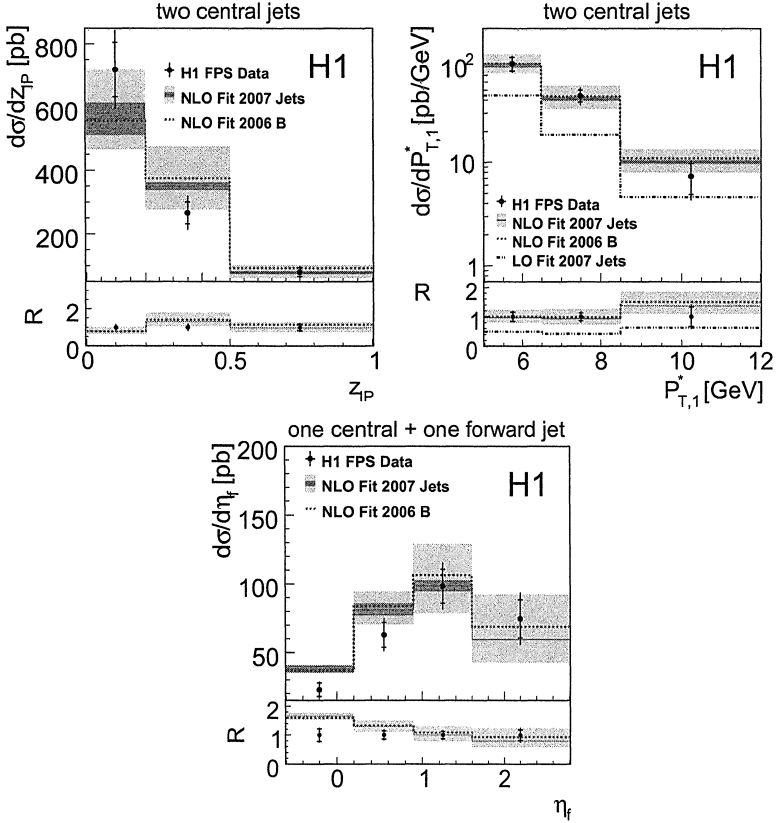 two central jets
dσ/dz_IP [pb]
800
600
400
200
H1 FPS Data
NLO Fit 2007 Jets
NLO Fit 2006 B
H1
R
2
0
0
0.5
1
z_IP
two central jets
dσ/dP*_T,1 [pb/GeV]
10²
10
1
H1
H1 FPS Data
NLO Fit 2007 Jets
NLO Fit 2006 B
LO Fit 2007 Jets
R
2
1
0
6
8
10
12
P*_T,1 [GeV]
one central + one forward jet
dσ/dη_f [pb]
200
150
100
50
H1 FPS Data
NLO Fit 2007 Jets
NLO Fit 2006 B
H1
R
2
1
0
0
1
2
η_f